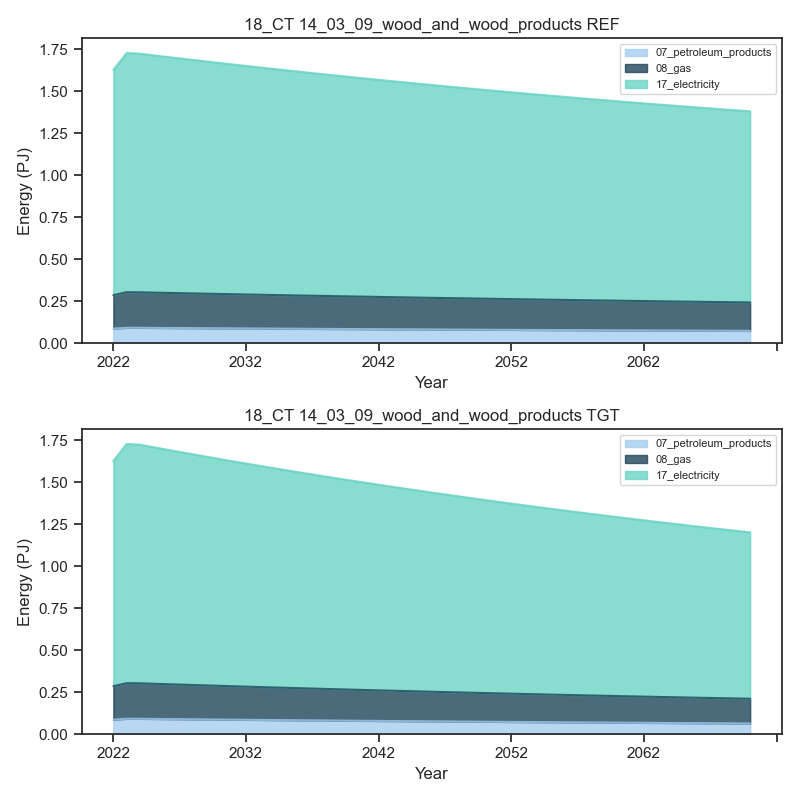 18_CT 14_03_09_wood_and_wood_products REF
07_petroleum_products
08_gas
17_electricity
Energy (PJ)
1.75
1.50
1.25
1.00
0.75
0.50
0.25
0.00
2022 2032 2042 2052 2062
Year
18_CT 14_03_09_wood_and_wood_products TGT
07_petroleum_products
08_gas
17_electricity
Energy (PJ)
1.75
1.50
1.25
1.00
0.75
0.50
0.25
0.00
2022 2032 2042 2052 2062
Year